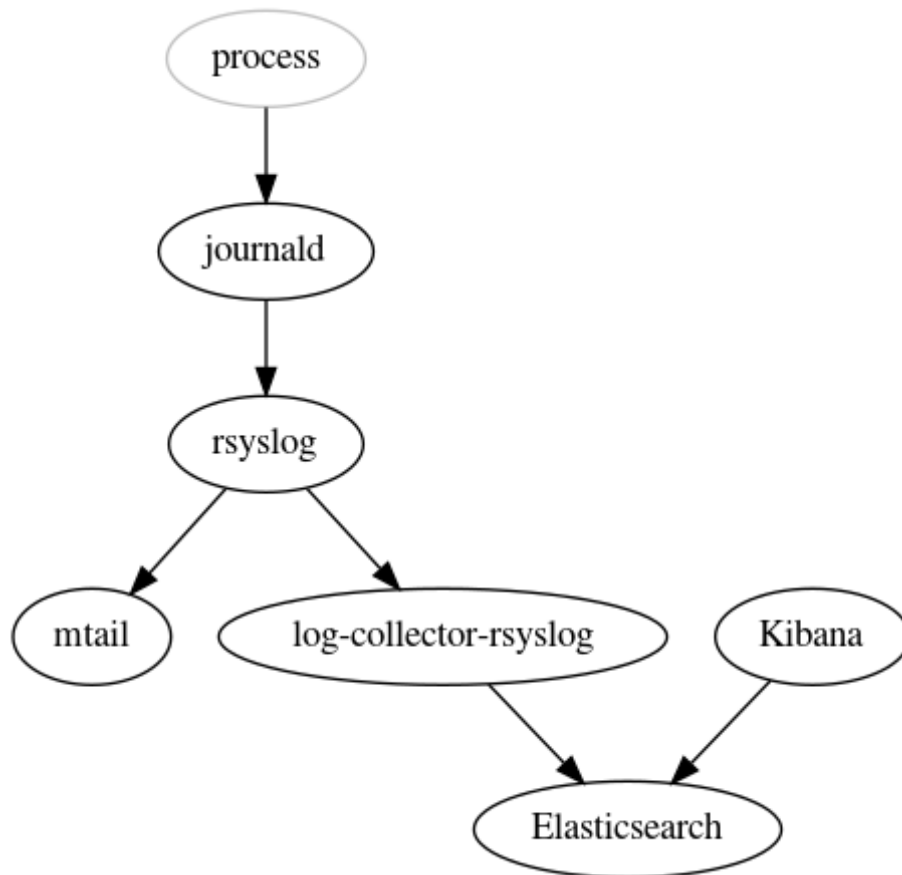 process
journald
rsyslog
mtail
log-collector-rsyslog
Kibana
Elasticsearch